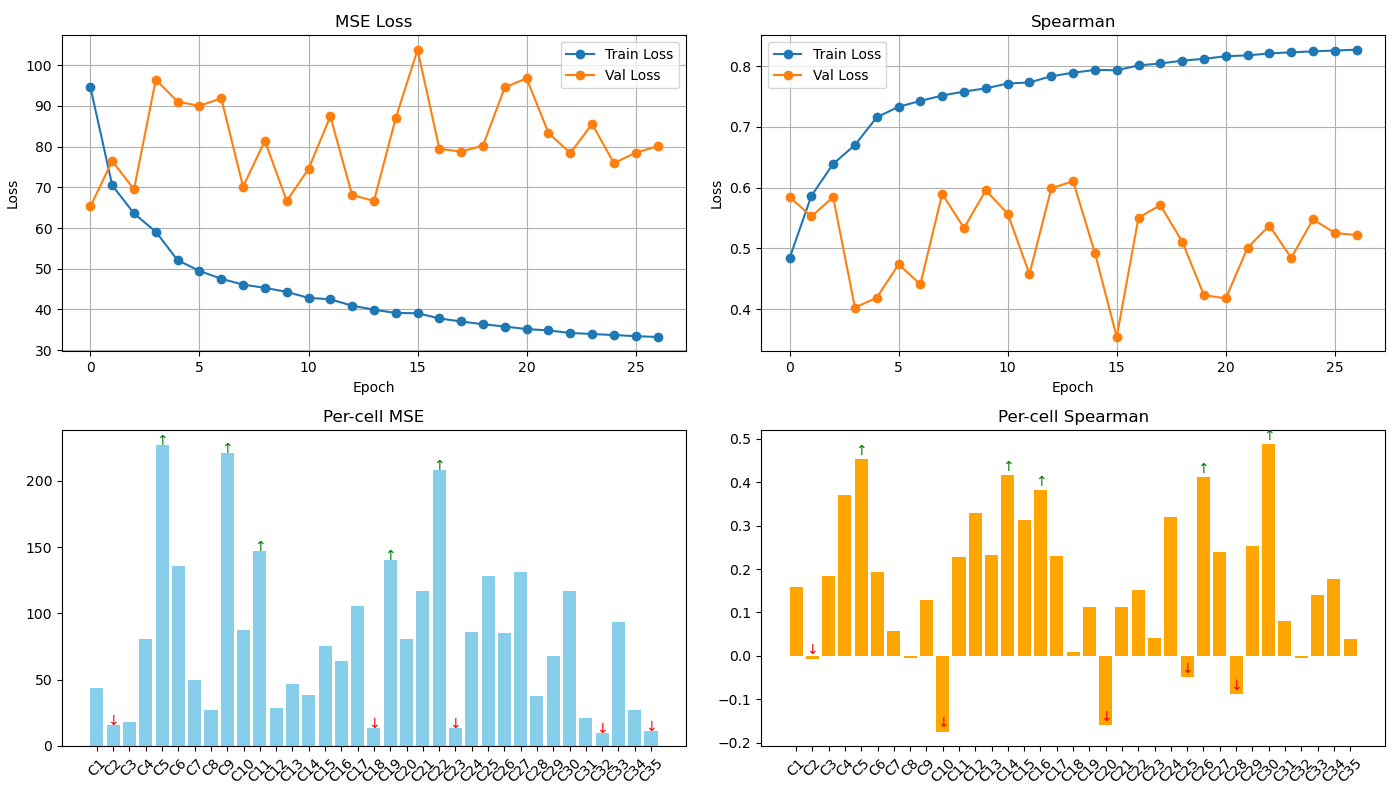 MSE Loss
Train Loss
Val Loss
Loss
100
90
80
70
60
50
40
30
0 5 10 15 20 25
Epoch
Spearman
Train Loss
Val Loss
Loss
0.8
0.7
0.6
0.5
0.4
0 5 10 15 20 25
Epoch
Per-cell MSE
200
150
100
50
0
↑ ↑ ↑ ↑ ↑
↓ ↓ ↓ ↓ ↓
C1 C2 C3 C4 C5 C6 C7 C8 C9 C10 C11 C12 C13 C14 C15 C16 C17 C18 C19 C20 C21 C22 C23 C24 C25 C26 C27 C28 C29 C30 C31 C32 C33 C34 C35
Per-cell Spearman
0.5
0.4
0.3
0.2
0.1
0.0
−0.1
−0.2
↑ ↑ ↑ ↑ ↑
↓ ↓ ↓ ↓ ↓
C1 C2 C3 C4 C5 C6 C7 C8 C9 C10 C11 C12 C13 C14 C15 C16 C17 C18 C19 C20 C21 C22 C23 C24 C25 C26 C27 C28 C29 C30 C31 C32 C33 C34 C35